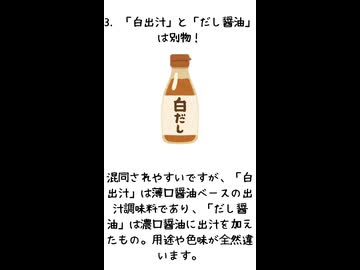 3. 「白出汁」と「だし醤油」
は別物！
白だし
混同されやすいですが、「白
出汁」は薄口醤油ベースの出
汁調味料であり、「だし醤
油」は濃口醤油に出汁を加え
たもの。用途や色味が全然違
います。